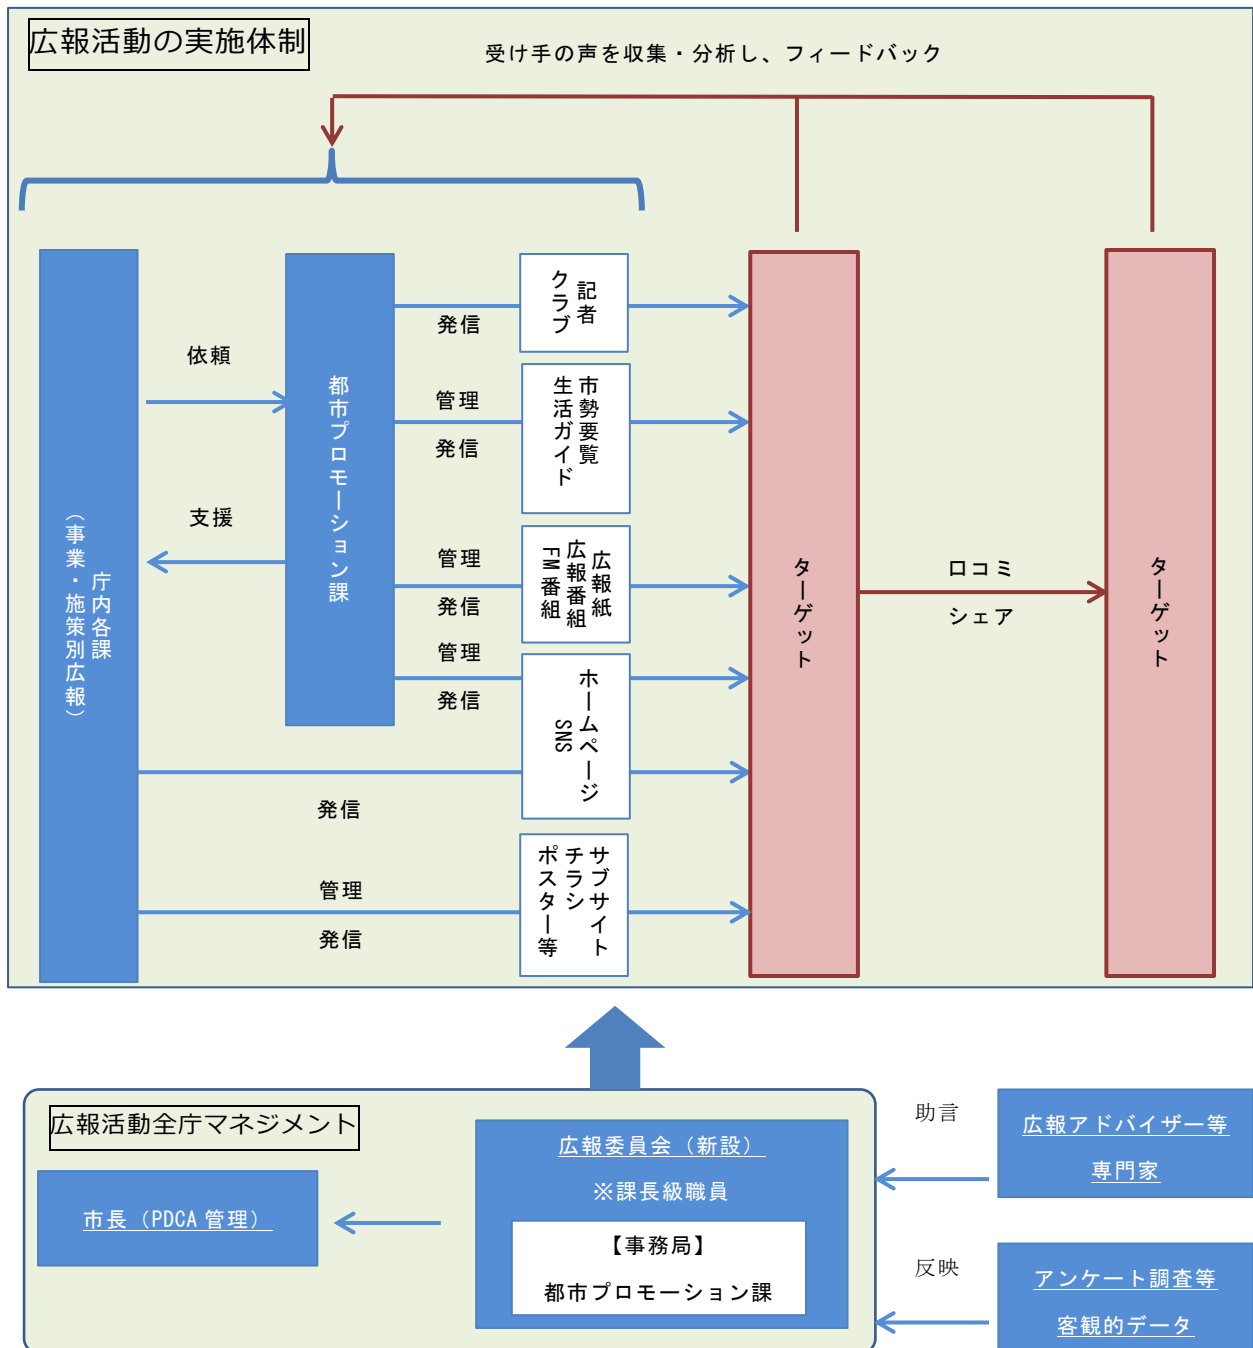 広報活動の実施体制
受け手の声を収集・分析し、フィードバック
庁内各課
（事業・施策別広報）
依頼
支援
都市プロモーション課
発信
記者
クラブ
管理
発信
市勢要覧
生活ガイド
管理
発信
広報紙
広報番組
FM番組
管理
発信
ホームページ
SNS
発信
管理
発信
サブサイト
チラシ
ポスター等
ターゲット
口コミ
シェア
ターゲット
広報活動全庁マネジメント
市長（PDCA 管理）
広報委員会（新設）
※課長級職員
【事務局】
都市プロモーション課
助言
広報アドバイザー等
専門家
反映
アンケート調査等
客観的データ